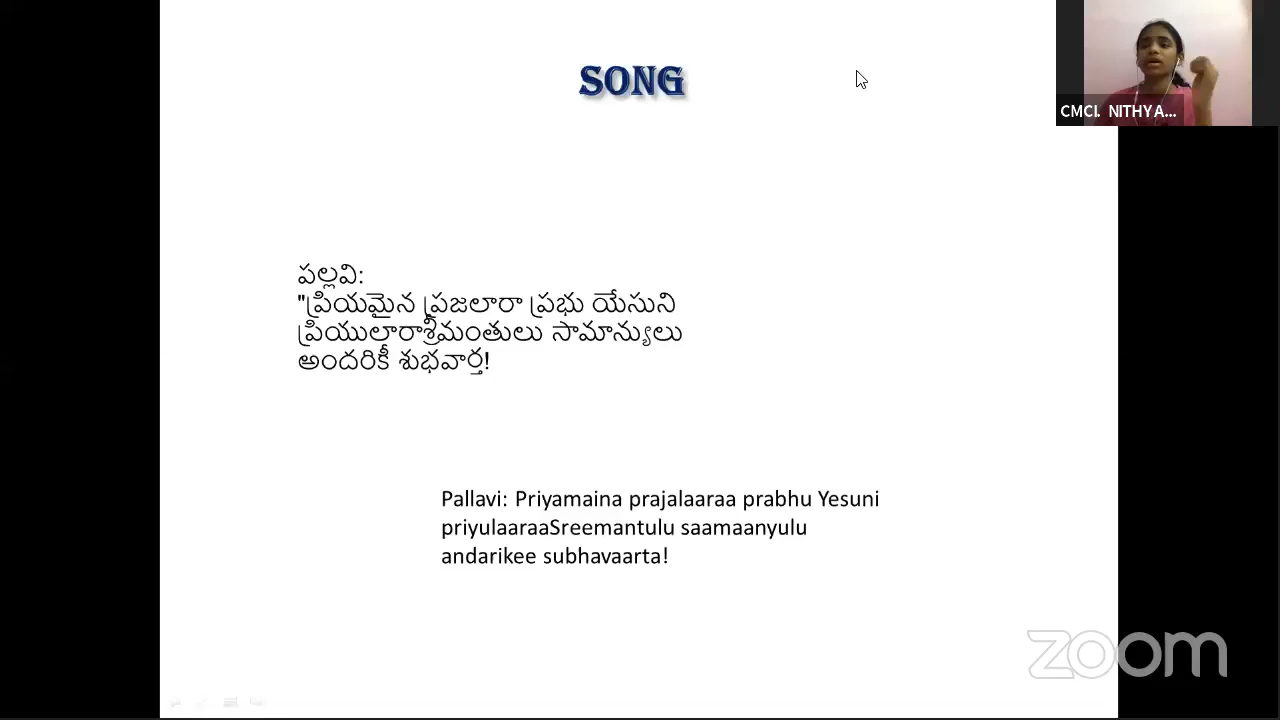 SONG
CMCI. NITHYA...
పల్లవి:
"ప్రియమైన ప్రజలారా ప్రభు యేసుని
ప్రియులారాశ్రీమంతులు సామాన్యులు
అందరికీ శుభవార్త!
Pallavi: Priyamaina prajalaaraa prabhu Yesuni
priyulaaraaSreemantulu saamaanyulu
andarikee subhavaarta!
zoom